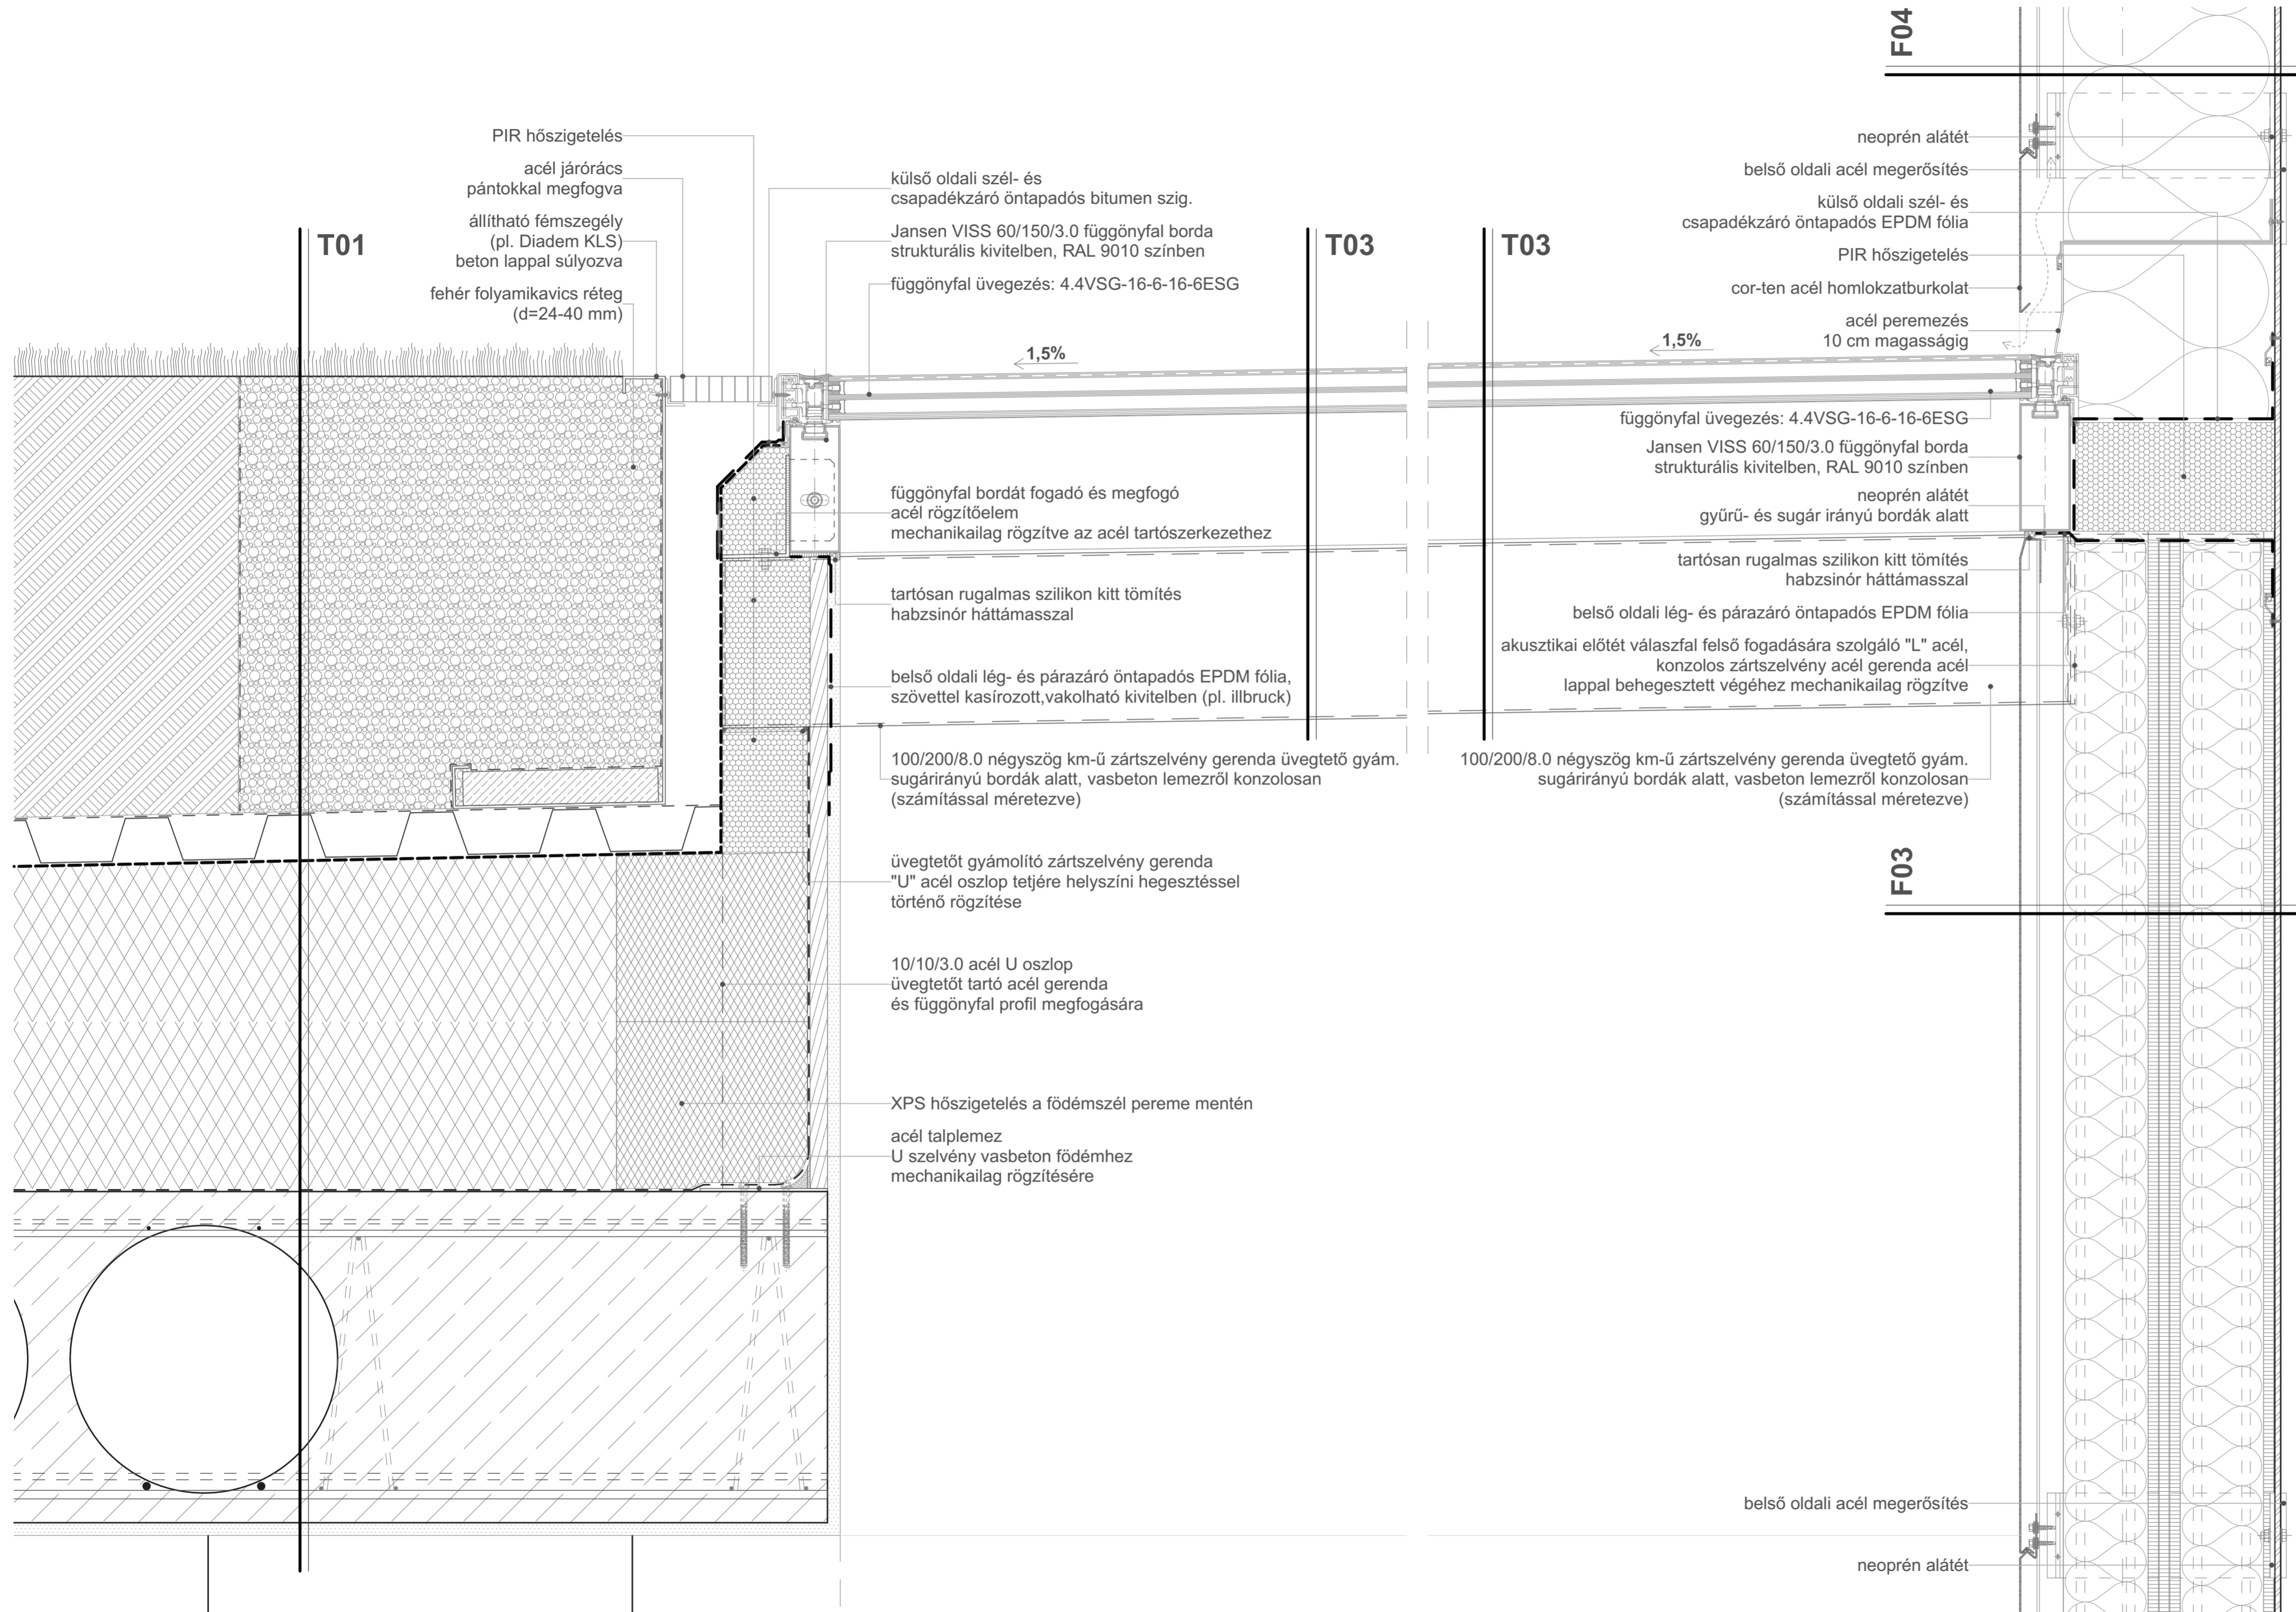 PIR hőszigetelés
acél járórács
pántokkal megfogva
állítható fémszegély
(pl. Diadem KLS)
beton lappal súlyozva
fehér folyamikavics réteg
(d=24-40 mm)
T01
külső oldali szél- és
csapadékzáró öntapadós bitumen szig.
Jansen VISS 60/150/3.0 függönyfal borda
strukturális kivitelben, RAL 9010 színben
függönyfal üvegezés: 4.4VSG-16-6-16-6ESG
1,5%
T03
függönyfal bordát fogadó és megfogó
acél rögzítőelem
mechanikailag rögzítve az acél tartószerkezethez
tartósan rugalmas szilikon kitt tömítés
habzsinór háttámasszal
belső oldali lég- és párazáró öntapadós EPDM fólia,
szövettel kasírozott,vakolható kivitelben (pl. illbruck)
100/200/8.0 négyszög km-ű zártszelvény gerenda üvegtető gyám.
sugárirányú bordák alatt, vasbeton lemezről konzolosan
(számítással méretezve)
üvegtetőt gyámolító zártszelvény gerenda
"U" acél oszlop tetjére helyszíni hegesztéssel
történő rögzítése
10/10/3.0 acél U oszlop
üvegtetőt tartó acél gerenda
és függönyfal profil megfogására
XPS hőszigetelés a födémszél pereme mentén
acél talplemez
U szelvény vasbeton födémhez
mechanikailag rögzítésére
T03
F04
neoprén alátét
belső oldali acél megerősítés
külső oldali szél- és
csapadékzáró öntapadós EPDM fólia
PIR hőszigetelés
cor-ten acél homlokzatburkolat
acél peremezés
10 cm magasságig
1,5%
függönyfal üvegezés: 4.4VSG-16-6-16-6ESG
Jansen VISS 60/150/3.0 függönyfal borda
strukturális kivitelben, RAL 9010 színben
neoprén alátét
gyűrű- és sugár irányú bordák alatt
tartósan rugalmas szilikon kitt tömítés
habzsinór háttámasszal
belső oldali lég- és párazáró öntapadós EPDM fólia
akusztikai előtét válaszfal felső fogadására szolgáló "L" acél,
konzolos zártszelvény acél gerenda acél
lappal behegesztett végéhez mechanikailag rögzítve
100/200/8.0 négyszög km-ű zártszelvény gerenda üvegtető gyám.
sugárirányú bordák alatt, vasbeton lemezről konzolosan
(számítással méretezve)
F03
belső oldali acél megerősítés
neoprén alátét